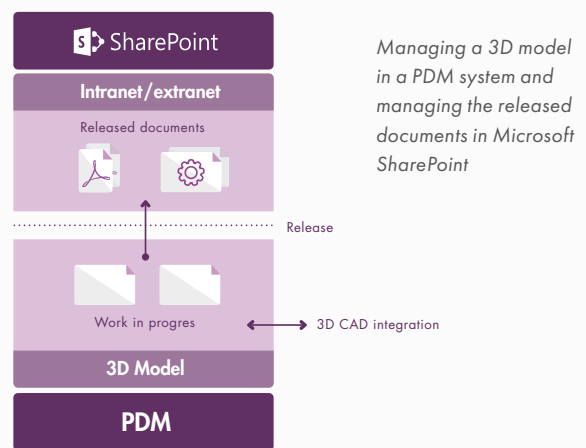 S SharePoint
Intranet/extranet
Released documents
Release
Work in progres
3D CAD integration
3D Model
PDM
Managing a 3D model
in a PDM system and
managing the released
documents in Microsoft
SharePoint